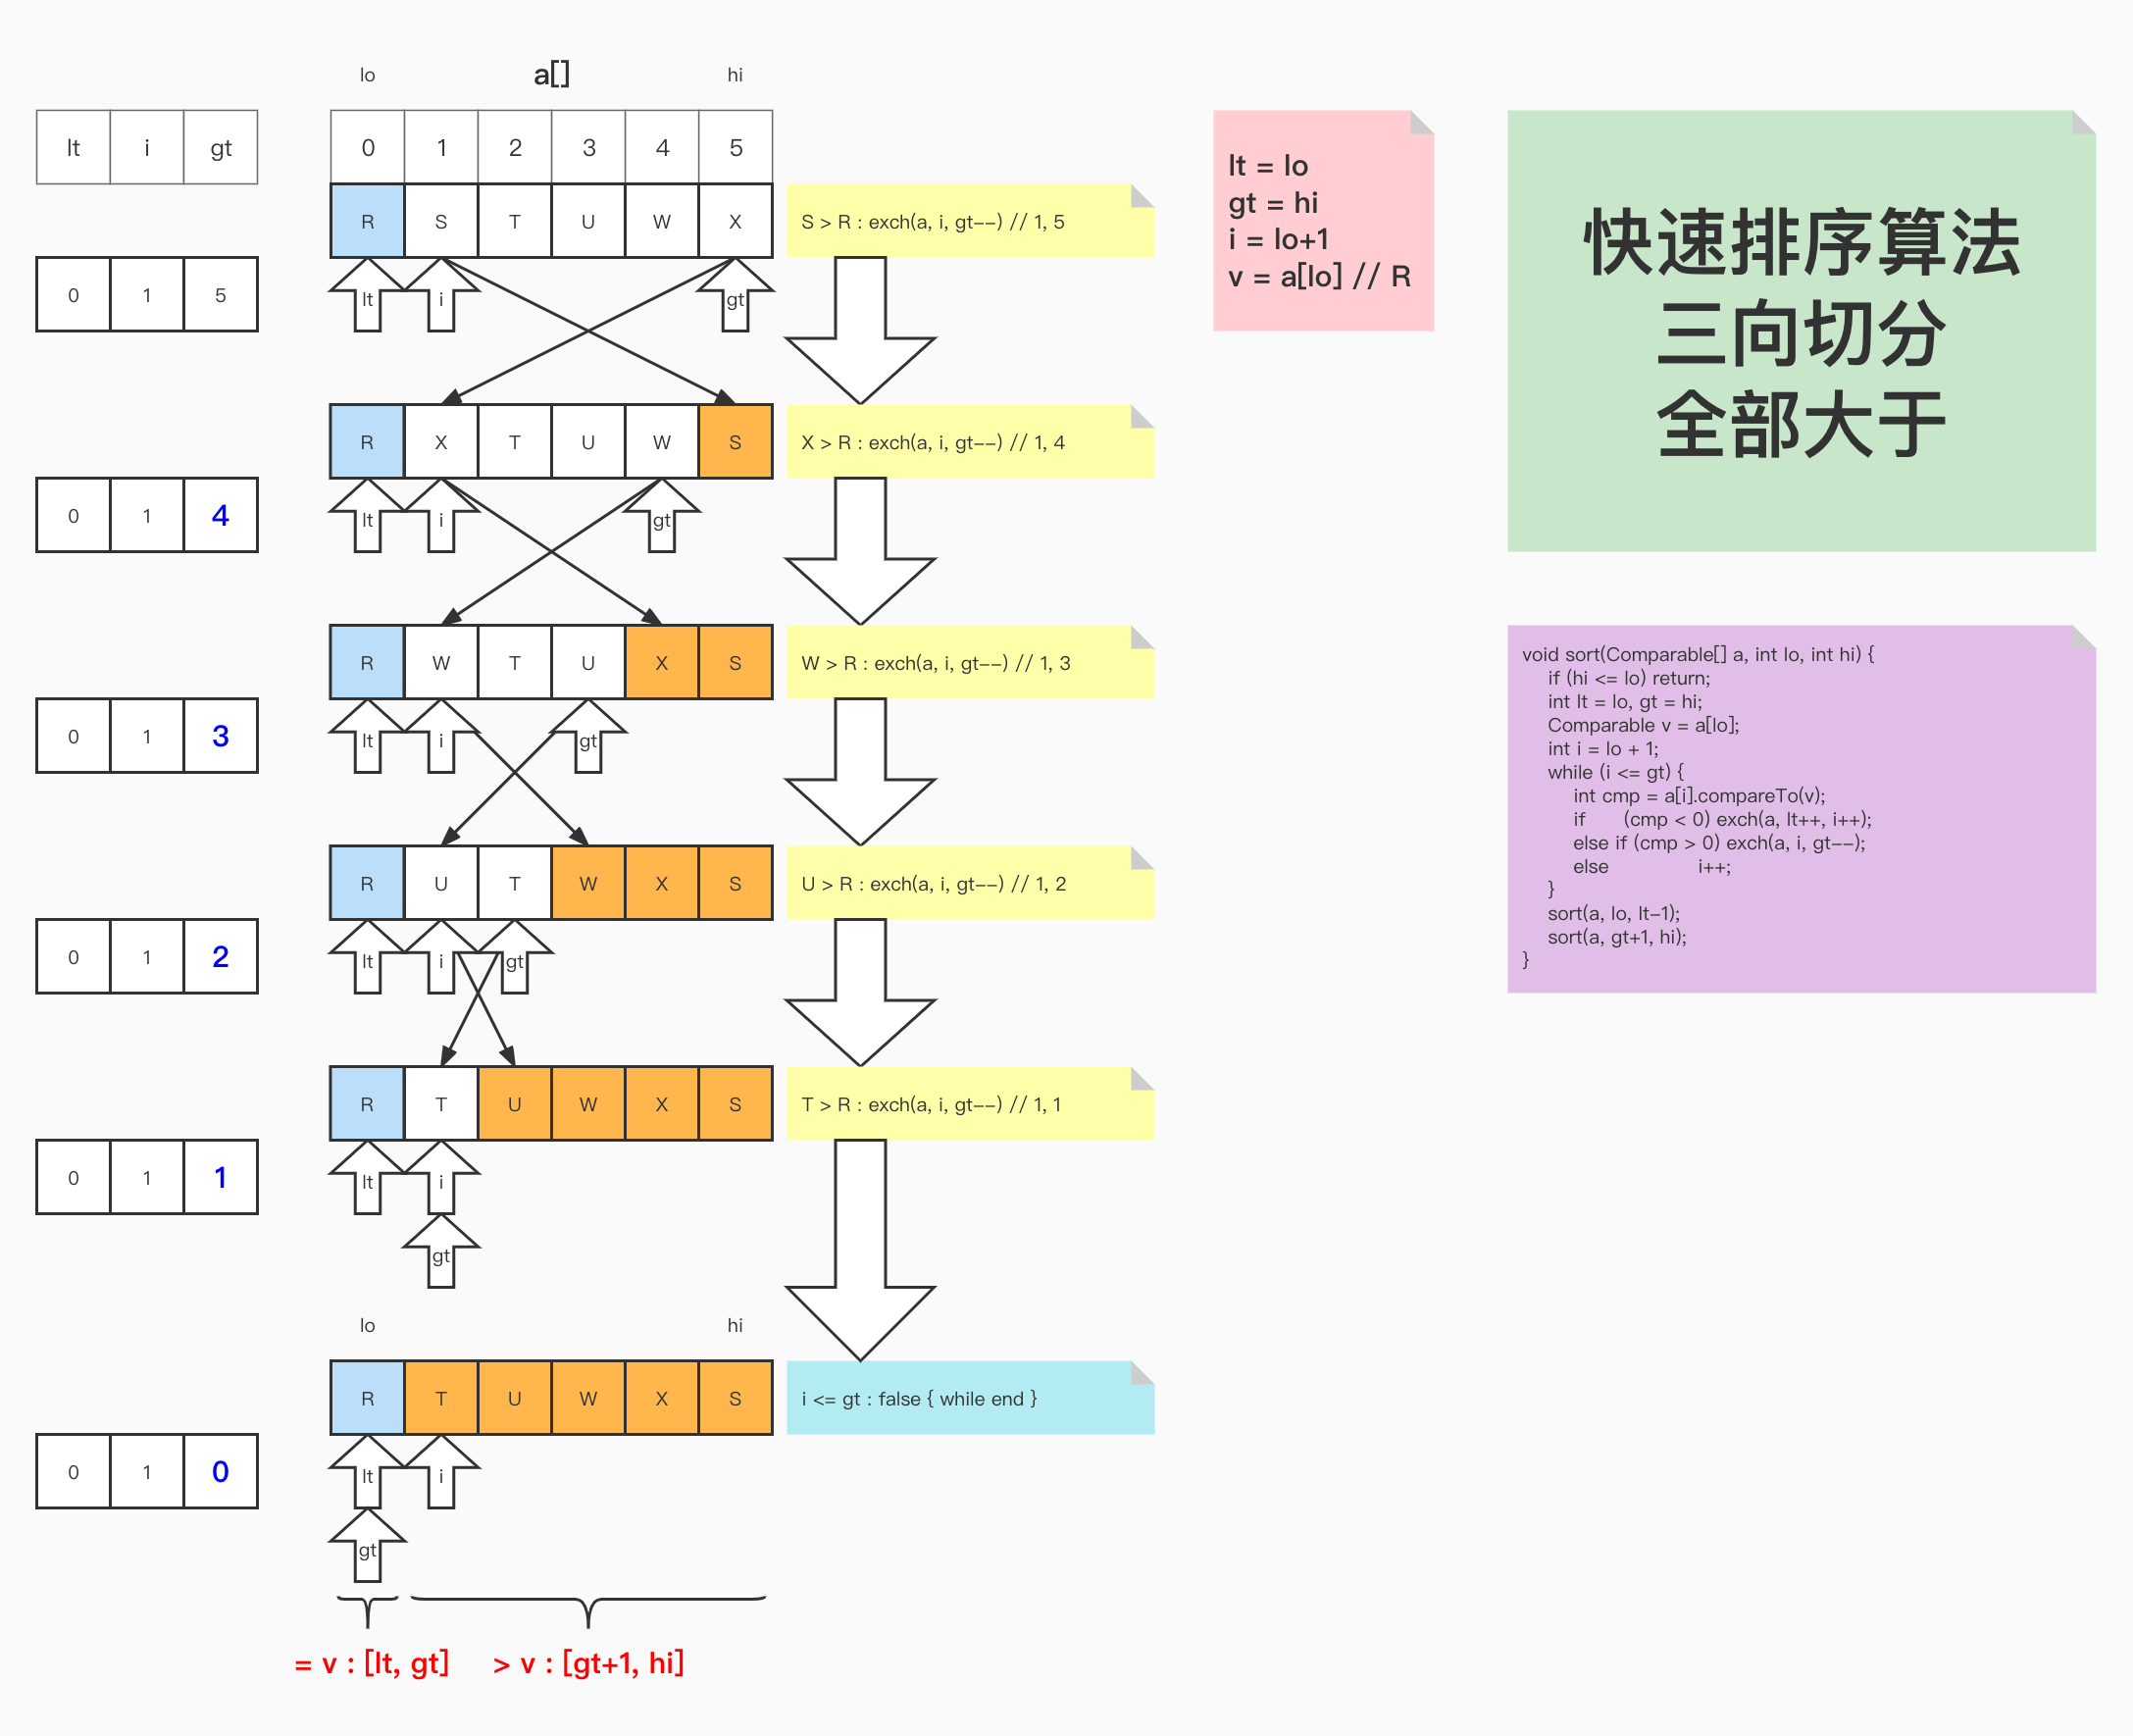 lo a[] hi
lt i gt 0 1 2 3 4 5
R S T U W X S > R : exch(a, i, gt--) // 1, 5
0 1 5 lt i gt
R X T U W S X > R : exch(a, i, gt--) // 1, 4
0 1 4 lt i gt
R W T U X S W > R : exch(a, i, gt--) // 1, 3
0 1 3 lt i gt
R U T W X S U > R : exch(a, i, gt--) // 1, 2
0 1 2 lt i gt
R T U W X S T > R : exch(a, i, gt--) // 1, 1
0 1 1 lt i
gt
lo hi
R T U W X S i <= gt : false { while end }
0 1 0 lt i
gt
= v : [lt, gt] > v : [gt+1, hi]
lt = lo
gt = hi
i = lo+1
v = a[lo] // R
快速排序算法
三向切分
全部大于
void sort(Comparable[] a, int lo, int hi) {
if (hi <= lo) return;
int lt = lo, gt = hi;
Comparable v = a[lo];
int i = lo + 1;
while (i <= gt) {
int cmp = a[i].compareTo(v);
if (cmp < 0) exch(a, lt++, i++);
else if (cmp > 0) exch(a, i, gt--);
else i++;
}
sort(a, lo, lt-1);
sort(a, gt+1, hi);
}